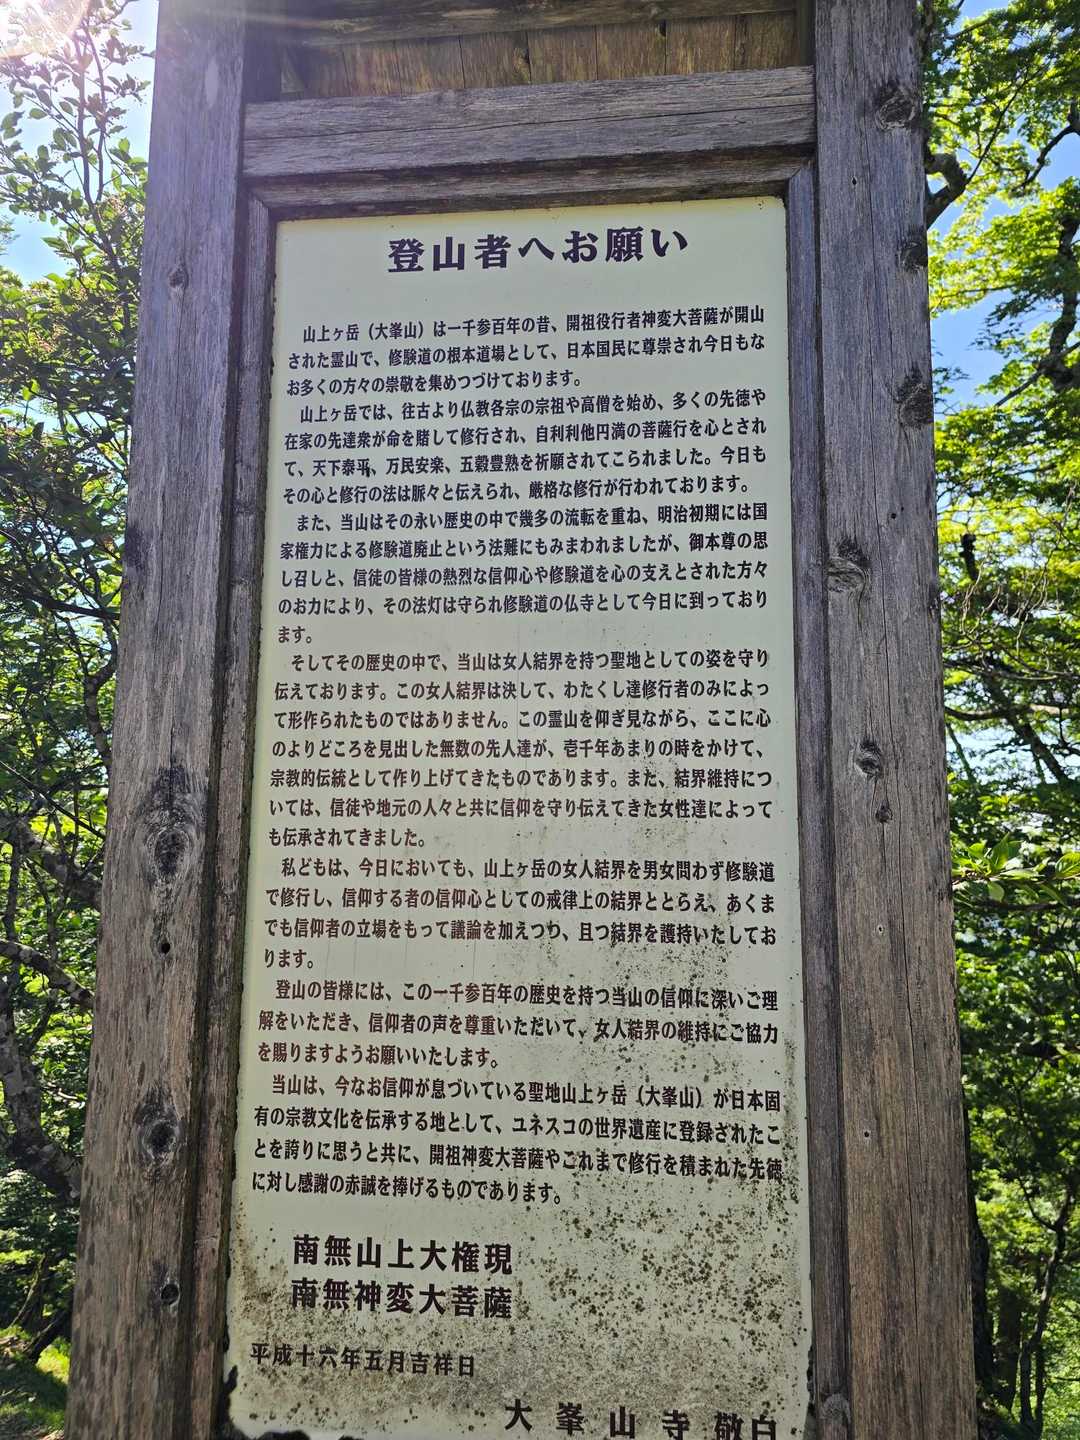 登山者へお願い
山上ヶ岳（大峯山）は一千参百年の昔、開祖役行者神変大菩薩が開山
された霊山で、修験道の根本道場として、日本国民に尊崇され今日もな
お多くの方々の崇敬を集めつづけております。
山上ヶ岳では、往古より仏教各宗の宗祖や高僧を始め、多くの先徳や
在家の先達衆が命を賭して修行され、自利利他円満の菩薩行を心とされ
て、天下泰平、万民安楽、五穀豊熟を祈願されてこられました。今日も
その心と修行の法は脈々と伝えられ、厳格な修行が行われております。
また、当山はその永い歴史の中で幾多の流転を重ね、明治初期には国
家権力による修験道廃止という法難にもみまわれましたが、御本尊の思
し召しと、信徒の皆様の熱烈な信仰心や修験道を心の支えとされた方々
のお力により、その法灯は守られ修験道の仏寺として今日に到っており
ます。
そしてその歴史の中で、当山は女人結界を持つ聖地としての姿を守り
伝えております。この女人結界は決して、わたくし達修行者のみによっ
て形作られたものではありません。この霊山を仰ぎ見ながら、ここに心
のよりどころを見出した無数の先人達が、壱千年あまりの時をかけて、
宗教的伝統として作り上げてきたものであります。また、結界維持につ
いては、信徒や地元の人々と共に信仰を守り伝えてきた女性達によって
も伝承されてきました。
私どもは、今日においても、山上ヶ岳の女人結界を男女問わず修験道
で修行し、信仰する者の信仰心としての戒律上の結界ととらえ、あくま
でも信仰者の立場をもって議論を加えつつ、且つ結界を護持いたしてお
ります。
登山の皆様には、この一千参百年の歴史を持つ当山の信仰に深いご理
解をいただき、信仰者の声を尊重いただいて、女人結界の維持にご協力
を賜りますようお願いいたします。
当山は、今なお信仰が息づいている聖地山上ヶ岳（大峯山）が日本固
有の宗教文化を伝承する地として、ユネスコの世界遺産に登録されたこ
とを誇りに思うと共に、開祖神変大菩薩やこれまで修行を積まれた先徳
に対し感謝の赤誠を捧げるものであります。
南無山上大権現
南無神変大菩薩
平成十六年五月吉祥日
大峯山寺 敬白